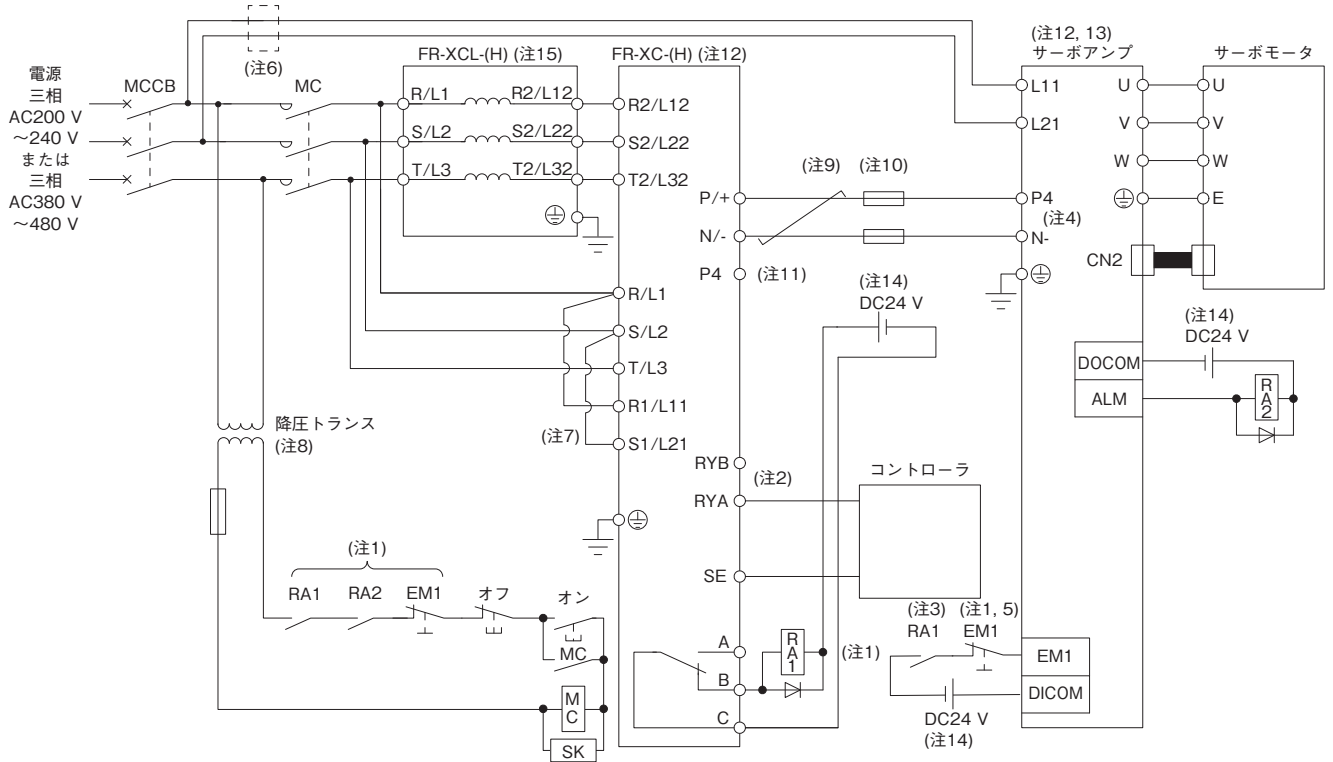 電源
三相
AC200 V
～240 V
または
三相
AC380 V
～480 V
MCCB
(注6)
MC
FR-XCL-(H) (注15)
R/L1
R2/L12
S/L2
S2/L22
T/L3
T2/L32
FR-XC-(H) (注12)
R2/L12
S2/L22
T2/L32
R/L1
S/L2
T/L3
R1/L11
(注7)
S1/L21
P/+
N/-
P4
(注11)
(注9)
(注10)
(注12, 13)
サーボアンプ
L11
L21
P4
(注4)
N-
U
V
W
CN2
サーボモータ
U
V
W
E
(注14)
DC24 V
(注14)
DC24 V
DOCOM
ALM
RA2
降圧トランス
(注8)
RYB
(注2)
RYA
SE
コントローラ
(注1)
RA1
RA2
EM1
オフ
オン
MC
MC
SK
A
B
C
RA1
(注1)
(注3)
RA1
(注1, 5)
EM1
EM1
DICOM
DC24 V
(注14)